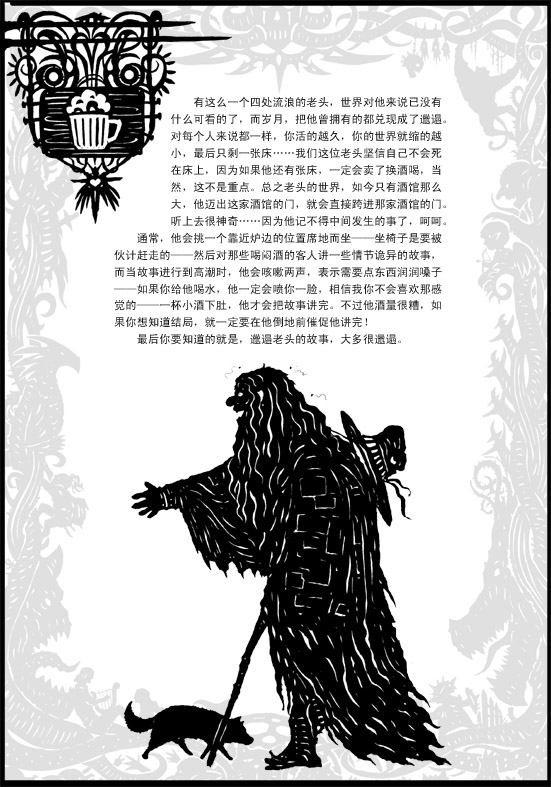 有这么一个四处流浪的老头，世界对他来说已没有
什么可看的了，而岁月，把他曾拥有的都兑现成了邋遢。
对每个人来说都一样，你活的越久，你的世界就缩的越
小，最后只剩一张床……我们这位老头坚信自己不会死
在床上，因为如果他还有张床，一定会卖了换酒喝，当
然，这不是重点。总之老头的世界，如今只有酒馆那么
大，他迈出这家酒馆的门，就会直接跨进那家酒馆的门。
听上去很神奇……因为他记不得中间发生的事了，呵呵。
通常，他会挑一个靠近炉边的位置席地而坐——坐椅子是要被
伙计赶走的——然后对那些喝闷酒的客人讲一些情节诡异的故事，
而当故事进行到高潮时，他会咳嗽两声，表示需要点东西润润嗓子
——如果你给他喝水，他一定会喷你一脸，相信我你不会喜欢那感
觉的——一杯小酒下肚，他才会把故事讲完。不过他酒量很糟，如
果你想知道结局，就一定要在他倒地前催促他讲完！
最后你要知道的就是，邋遢老头的故事，大多很邋遢。